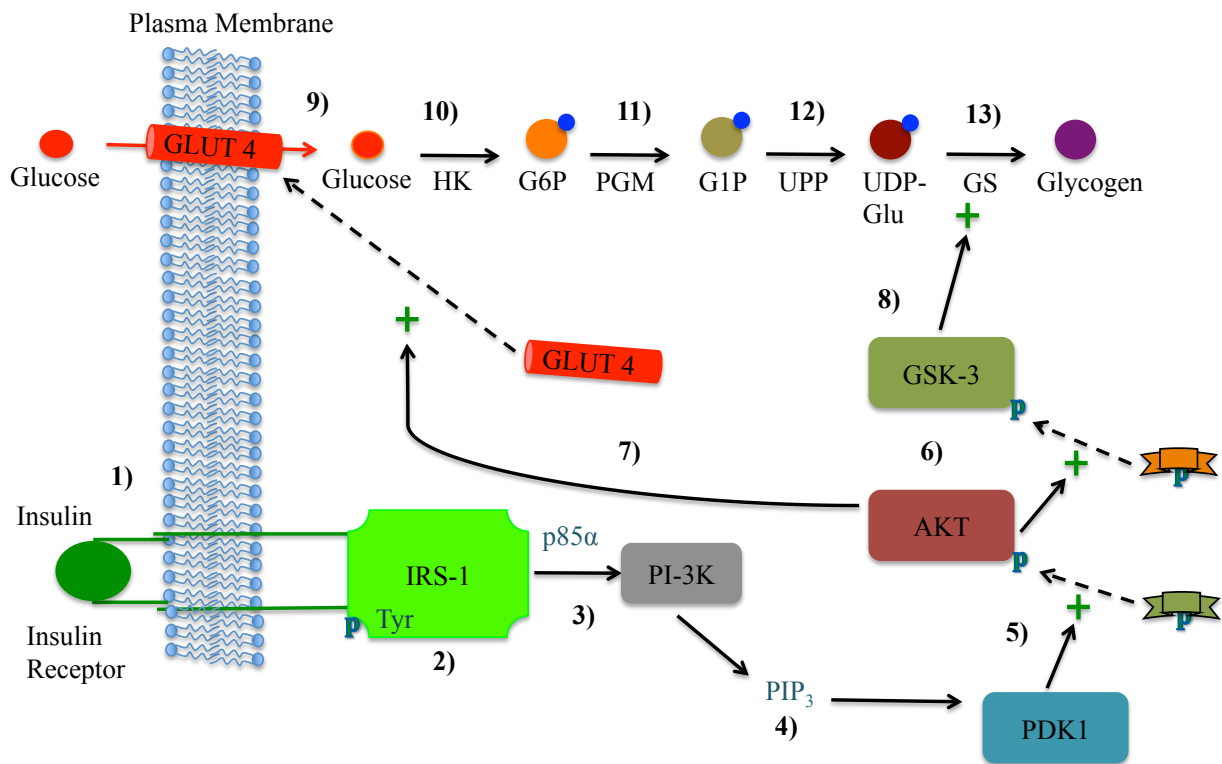 Plasma Membrane
9)
10)
11)
12)
13)
GLUT 4
Glucose
Glucose
HK
G6P
PGM
G1P
UPP
UDP-
Glu
GS
Glycogen
+
8)
+
GLUT 4
GSK-3
p
7)
6)
+
p
1)
Insulin
AKT
p
p85α
IRS-1
PI-3K
p
Tyr
3)
5)
+
p
Insulin
Receptor
2)
PIP₃
4)
PDK1